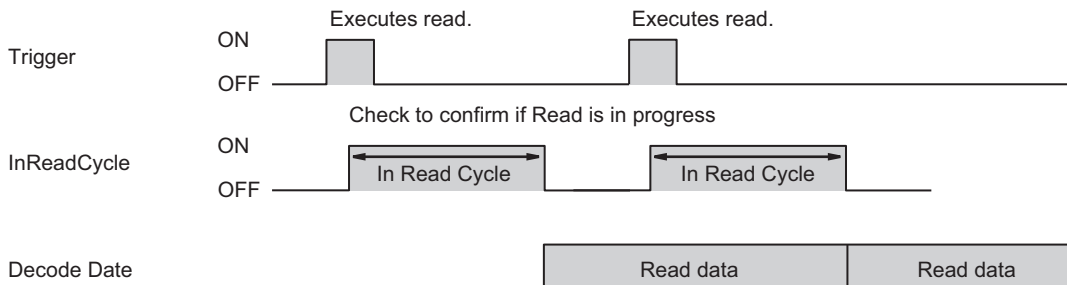 Executes read. Executes read.
ON
Trigger
OFF
Check to confirm if Read is in progress
ON
InReadCycle
In Read Cycle In Read Cycle
OFF
Decode Date Read data Read data